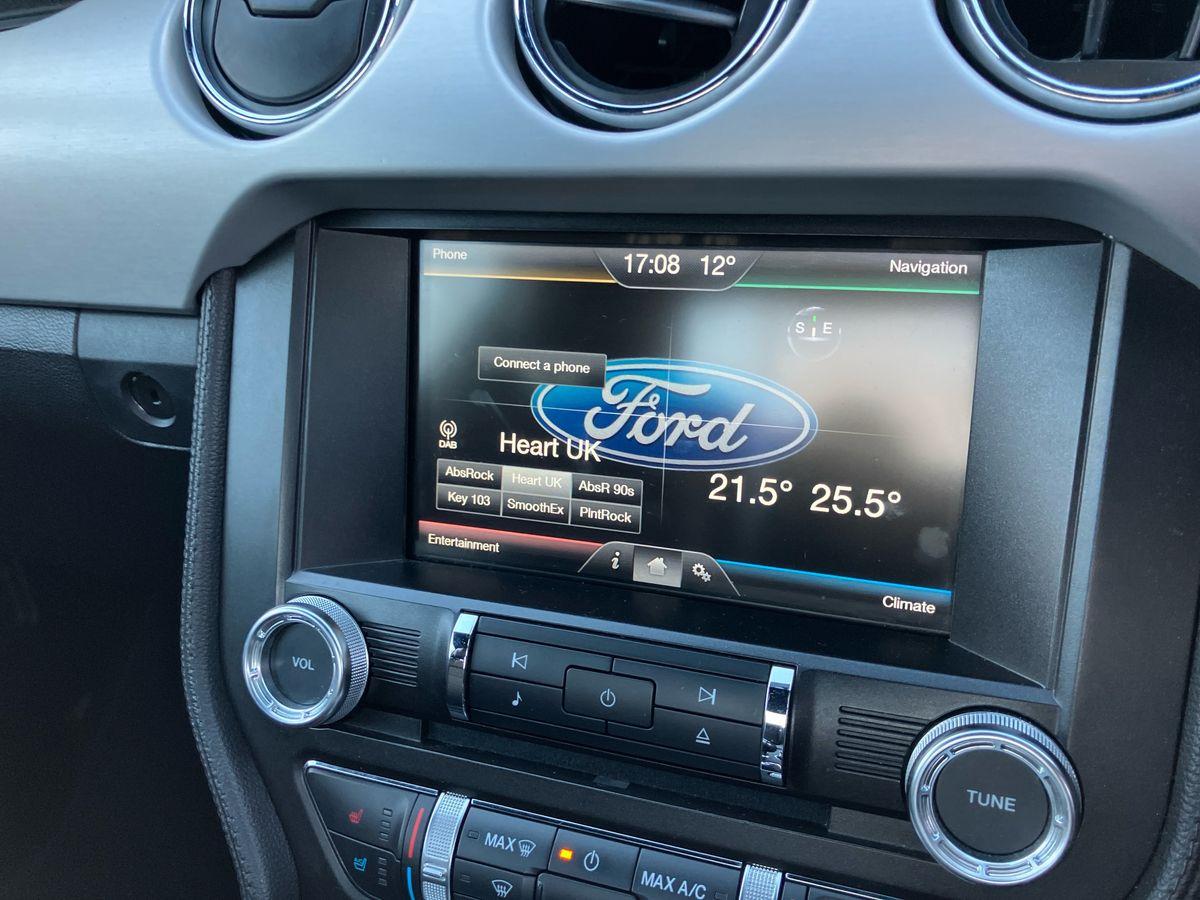 Phone
17:08 12°
Navigation
S E
Connect a phone
Ford
DAB
Heart UK
AbsRock Heart UK AbsR 90s
Key 103 SmoothEx PlntRock
21.5° 25.5°
Entertainment
i
Climate
VOL
TUNE
MAX
MAX A/C